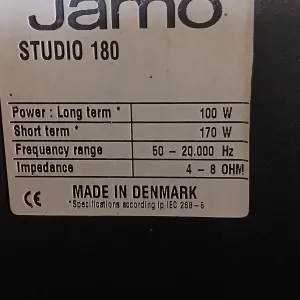 Jamo
STUDIO 180
Power : Long term * 100 W
Short term * 170 W
Frequency range 50 - 20.000 Hz
Impedance 4 - 8 OHM
CE MADE IN DENMARK
*Specifications according to IEC 268-5